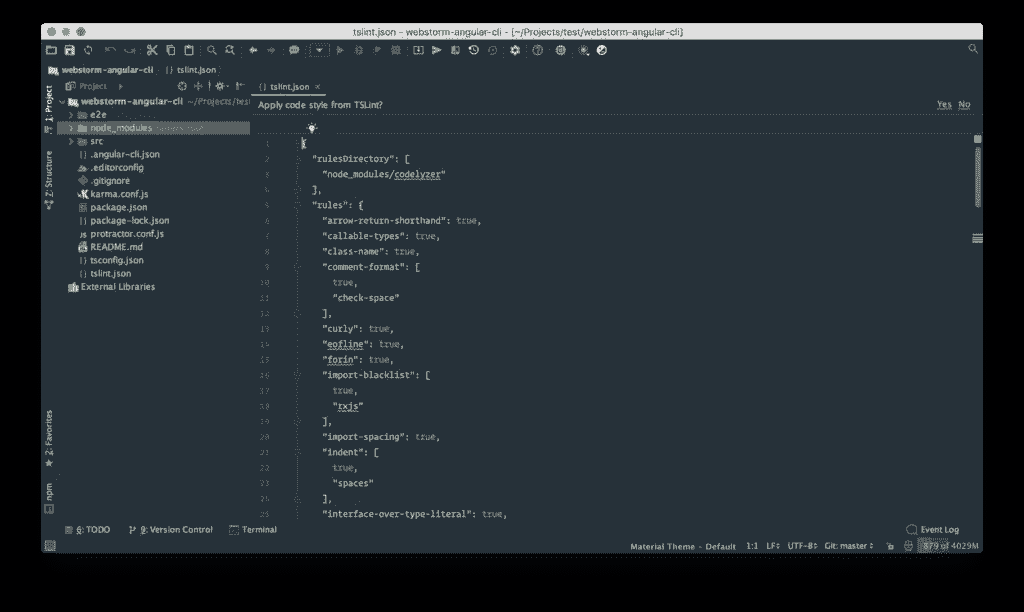 tslint.json - webstorm-angular-cli - [~/Projects/test/webstorm-angular-cli]
webstorm-angular-cli tslint.json
1: Project
Z: Structure
2: Favorites
npm
Project
webstorm-angular-cli ~/Projects/test
e2e
node_modules
src
.angular-cli.json
.editorconfig
.gitignore
karma.conf.js
package.json
package-lock.json
protractor.conf.js
README.md
tsconfig.json
tslint.json
External Libraries
tslint.json
Apply code style from TSLint? Yes No
1 {
2 "rulesDirectory": [
3 "node_modules/codelyzer"
4 ],
5 "rules": {
6 "arrow-return-shorthand": true,
7 "callable-types": true,
8 "class-name": true,
9 "comment-format": [
10 true,
11 "check-space"
12 ],
13 "curly": true,
14 "eofline": true,
15 "forin": true,
16 "import-blacklist": [
17 true,
18 "rxjs"
19 ],
20 "import-spacing": true,
21 "indent": [
22 true,
23 "spaces"
24 ],
25 "interface-over-type-literal": true,
6: TODO 9: Version Control Terminal Event Log
Material Theme - Default 1:1 LF UTF-8 Git: master 879 of 4029M